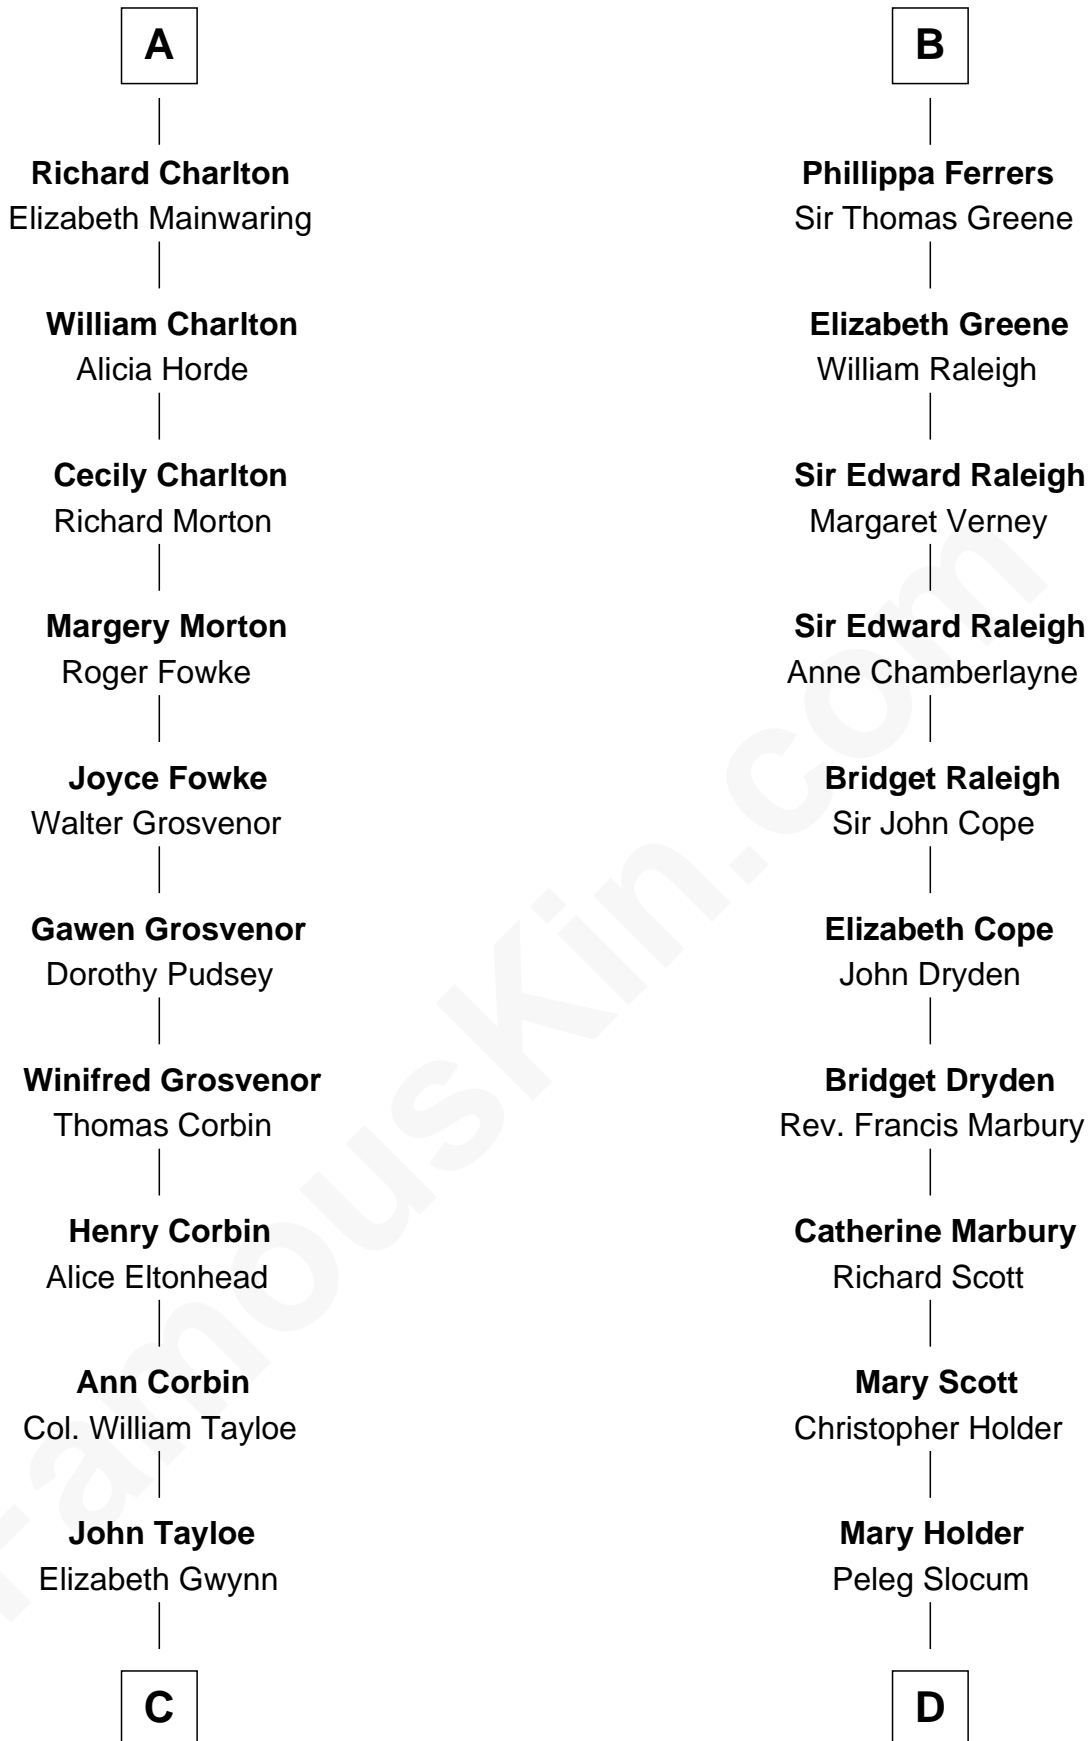 A
Richard Charlton
Elizabeth Mainwaring
William Charlton
Alicia Horde
Cecily Charlton
Richard Morton
Margery Morton
Roger Fowke
Joyce Fowke
Walter Grosvenor
Gawen Grosvenor
Dorothy Pudsey
Winifred Grosvenor
Thomas Corbin
Henry Corbin
Alice Eltonhead
Ann Corbin
Col. William Tayloe
John Tayloe
Elizabeth Gwynn
C
B
Phillippa Ferrers
Sir Thomas Greene
Elizabeth Greene
William Raleigh
Sir Edward Raleigh
Margaret Verney
Sir Edward Raleigh
Anne Chamberlayne
Bridget Raleigh
Sir John Cope
Elizabeth Cope
John Dryden
Bridget Dryden
Rev. Francis Marbury
Catherine Marbury
Richard Scott
Mary Scott
Christopher Holder
Mary Holder
Peleg Slocum
D
FamousKin.com